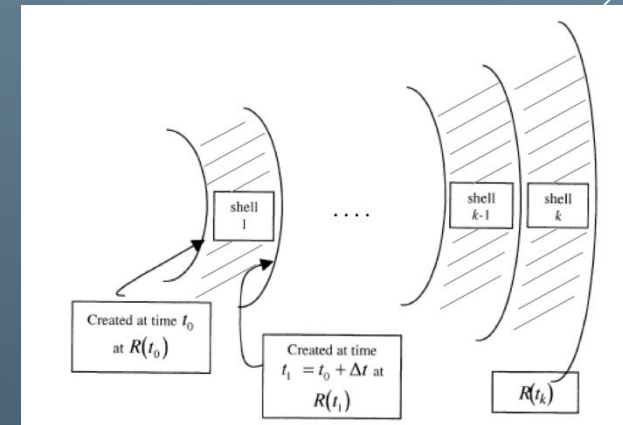 shell
1
....
shell
k-1
shell
k
Created at time t₀
at R(t₀)
Created at time
t₁ = t₀ + Δt at
R(t₁)
R(tₖ)